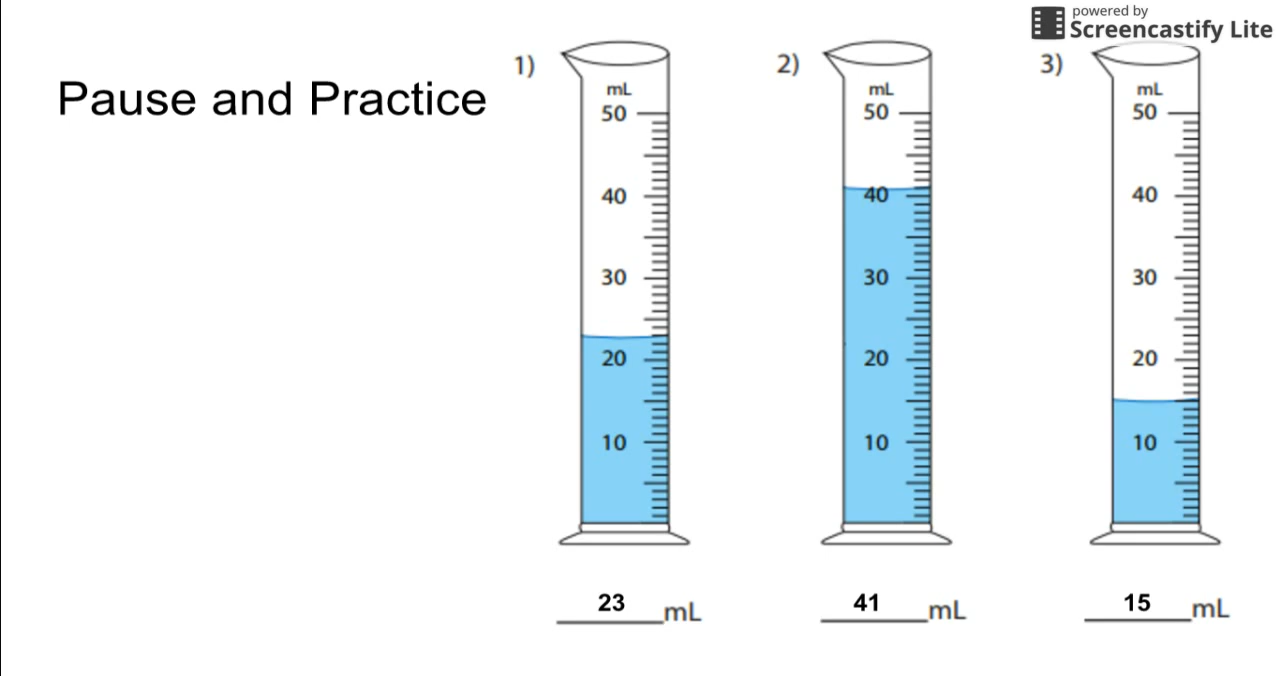 powered by
Screencastify Lite
Pause and Practice
1)
mL
50
40
30
20
10
23 mL
2)
mL
50
40
30
20
10
41 mL
3)
mL
50
40
30
20
10
15 mL